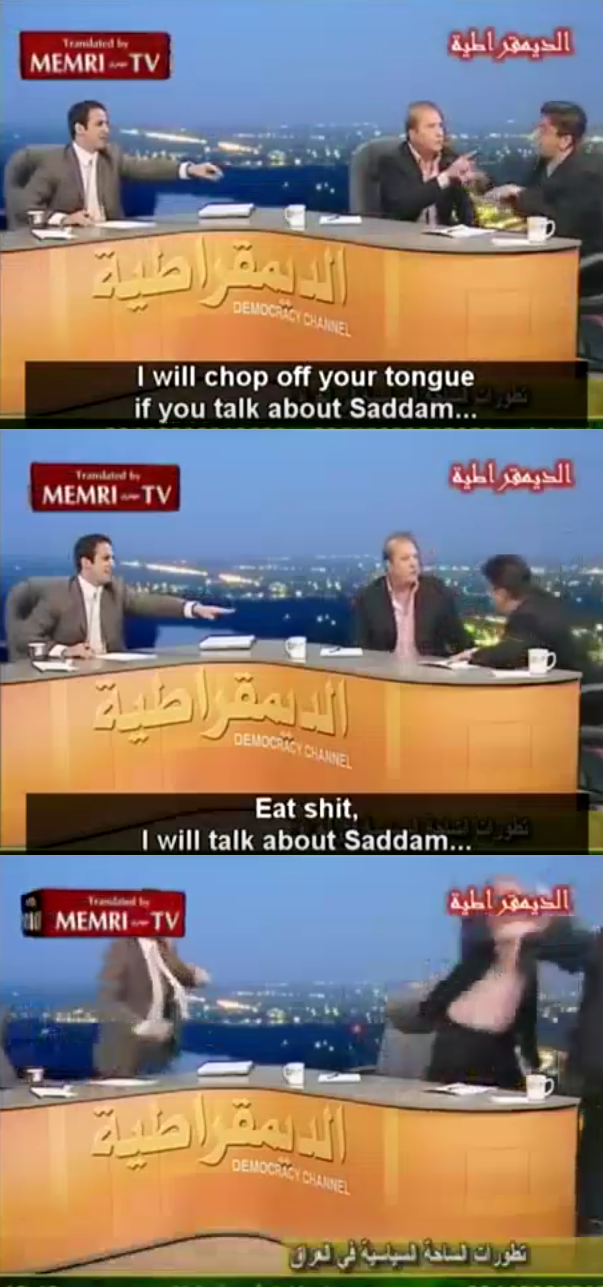 Translated by
MEMRI TV
الديمقراطية
الديمقراطية
DEMOCRACY CHANNEL
I will chop off your tongue
if you talk about Saddam...
Translated by
MEMRI TV
الديمقراطية
الديمقراطية
DEMOCRACY CHANNEL
Eat shit,
I will talk about Saddam...
Translated by
MEMRI TV
الديمقراطية
الديمقراطية
DEMOCRACY CHANNEL
تطورات الساحة السياسية في العراق